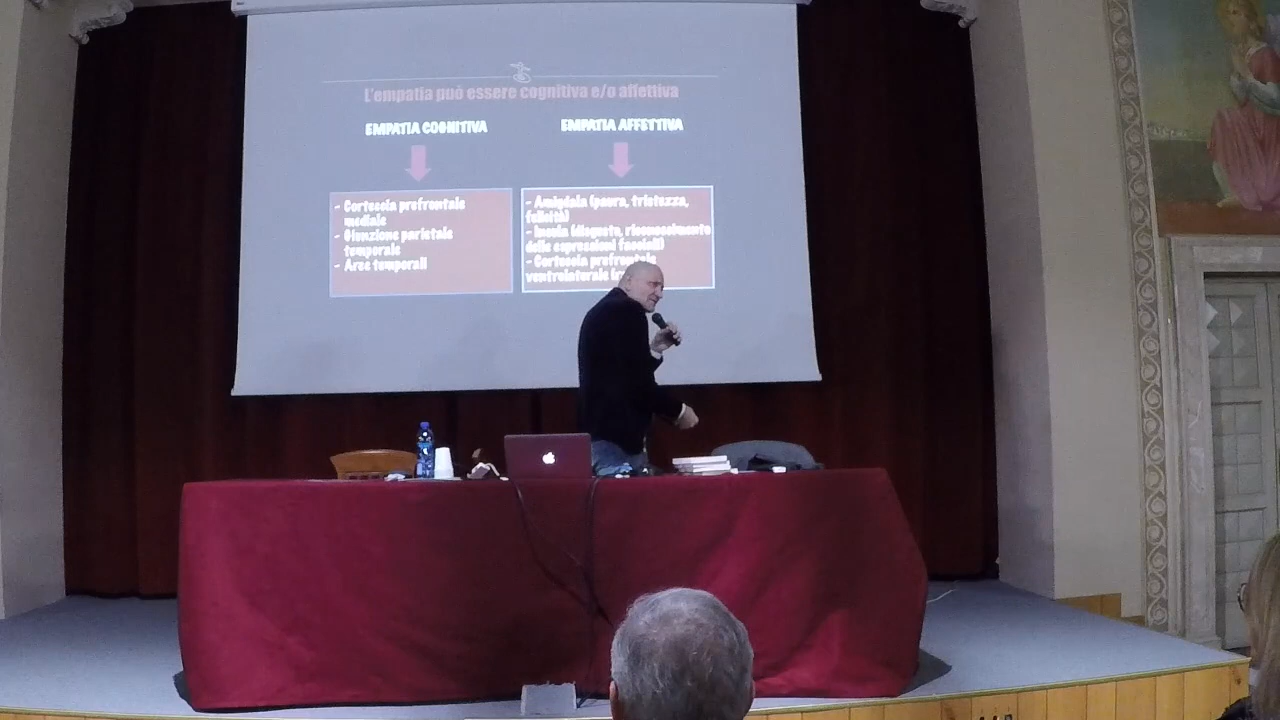 L'empatia può essere cognitiva e/o affettiva
EMPATIA COGNITIVA
EMPATIA AFFETTIVA
- Corteccia prefrontale
mediale
- Giunzione parietale
temporale
- Aree temporali
- Amigdala (paura, tristezza,
felicità)
- Insula (disgusto, riconoscimento
delle espressioni facciali)
- Corteccia prefrontale
ventrolaterale